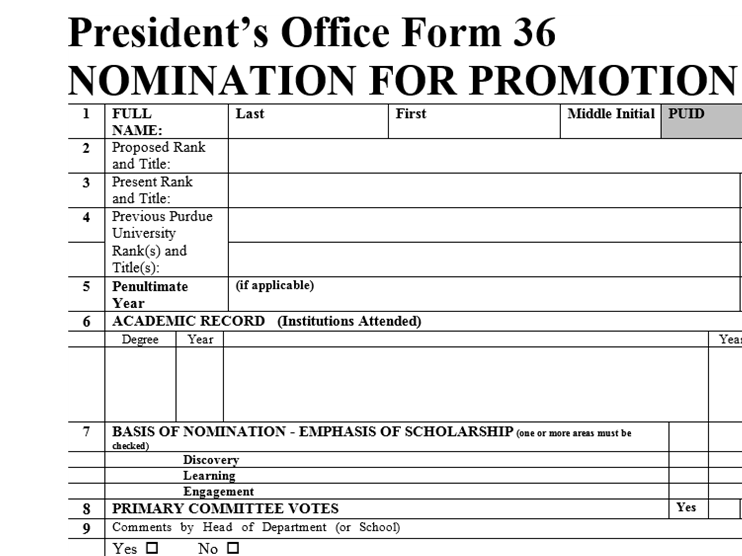 President’s Office Form 36
NOMINATION FOR PROMOTION
1 FULL NAME: Last First Middle Initial PUID
2 Proposed Rank and Title:
3 Present Rank and Title:
4 Previous Purdue University Rank(s) and Title(s):
5 Penultimate Year (if applicable)
6 ACADEMIC RECORD (Institutions Attended)
Degree Year
7 BASIS OF NOMINATION - EMPHASIS OF SCHOLARSHIP (one or more areas must be checked)
Discovery
Learning
Engagement
8 PRIMARY COMMITTEE VOTES Yes
9 Comments by Head of Department (or School)
Yes ☐ No ☐